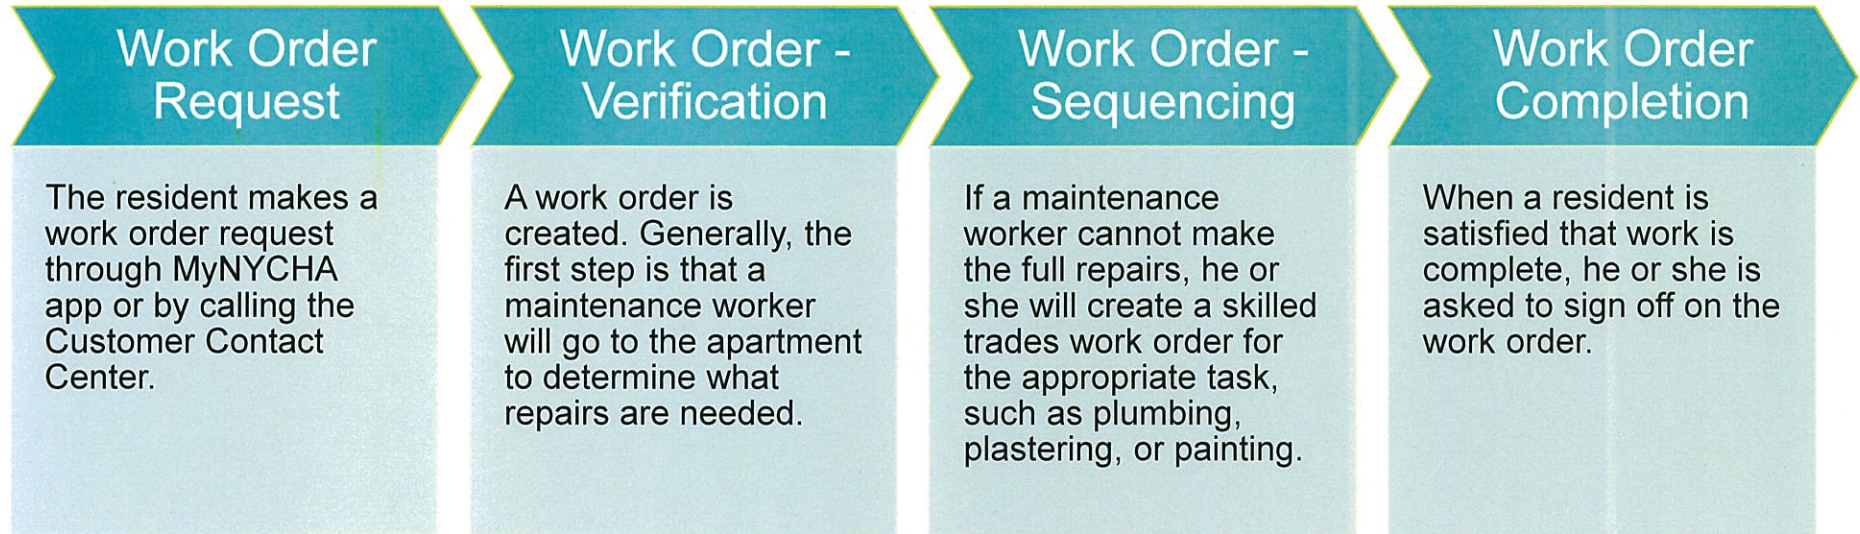 Work Order
Request
The resident makes a
work order request
through MyNYCHA
app or by calling the
Customer Contact
Center.
Work Order -
Verification
A work order is
created. Generally, the
first step is that a
maintenance worker
will go to the apartment
to determine what
repairs are needed.
Work Order -
Sequencing
If a maintenance
worker cannot make
the full repairs, he or
she will create a skilled
trades work order for
the appropriate task,
such as plumbing,
plastering, or painting.
Work Order
Completion
When a resident is
satisfied that work is
complete, he or she is
asked to sign off on the
work order.